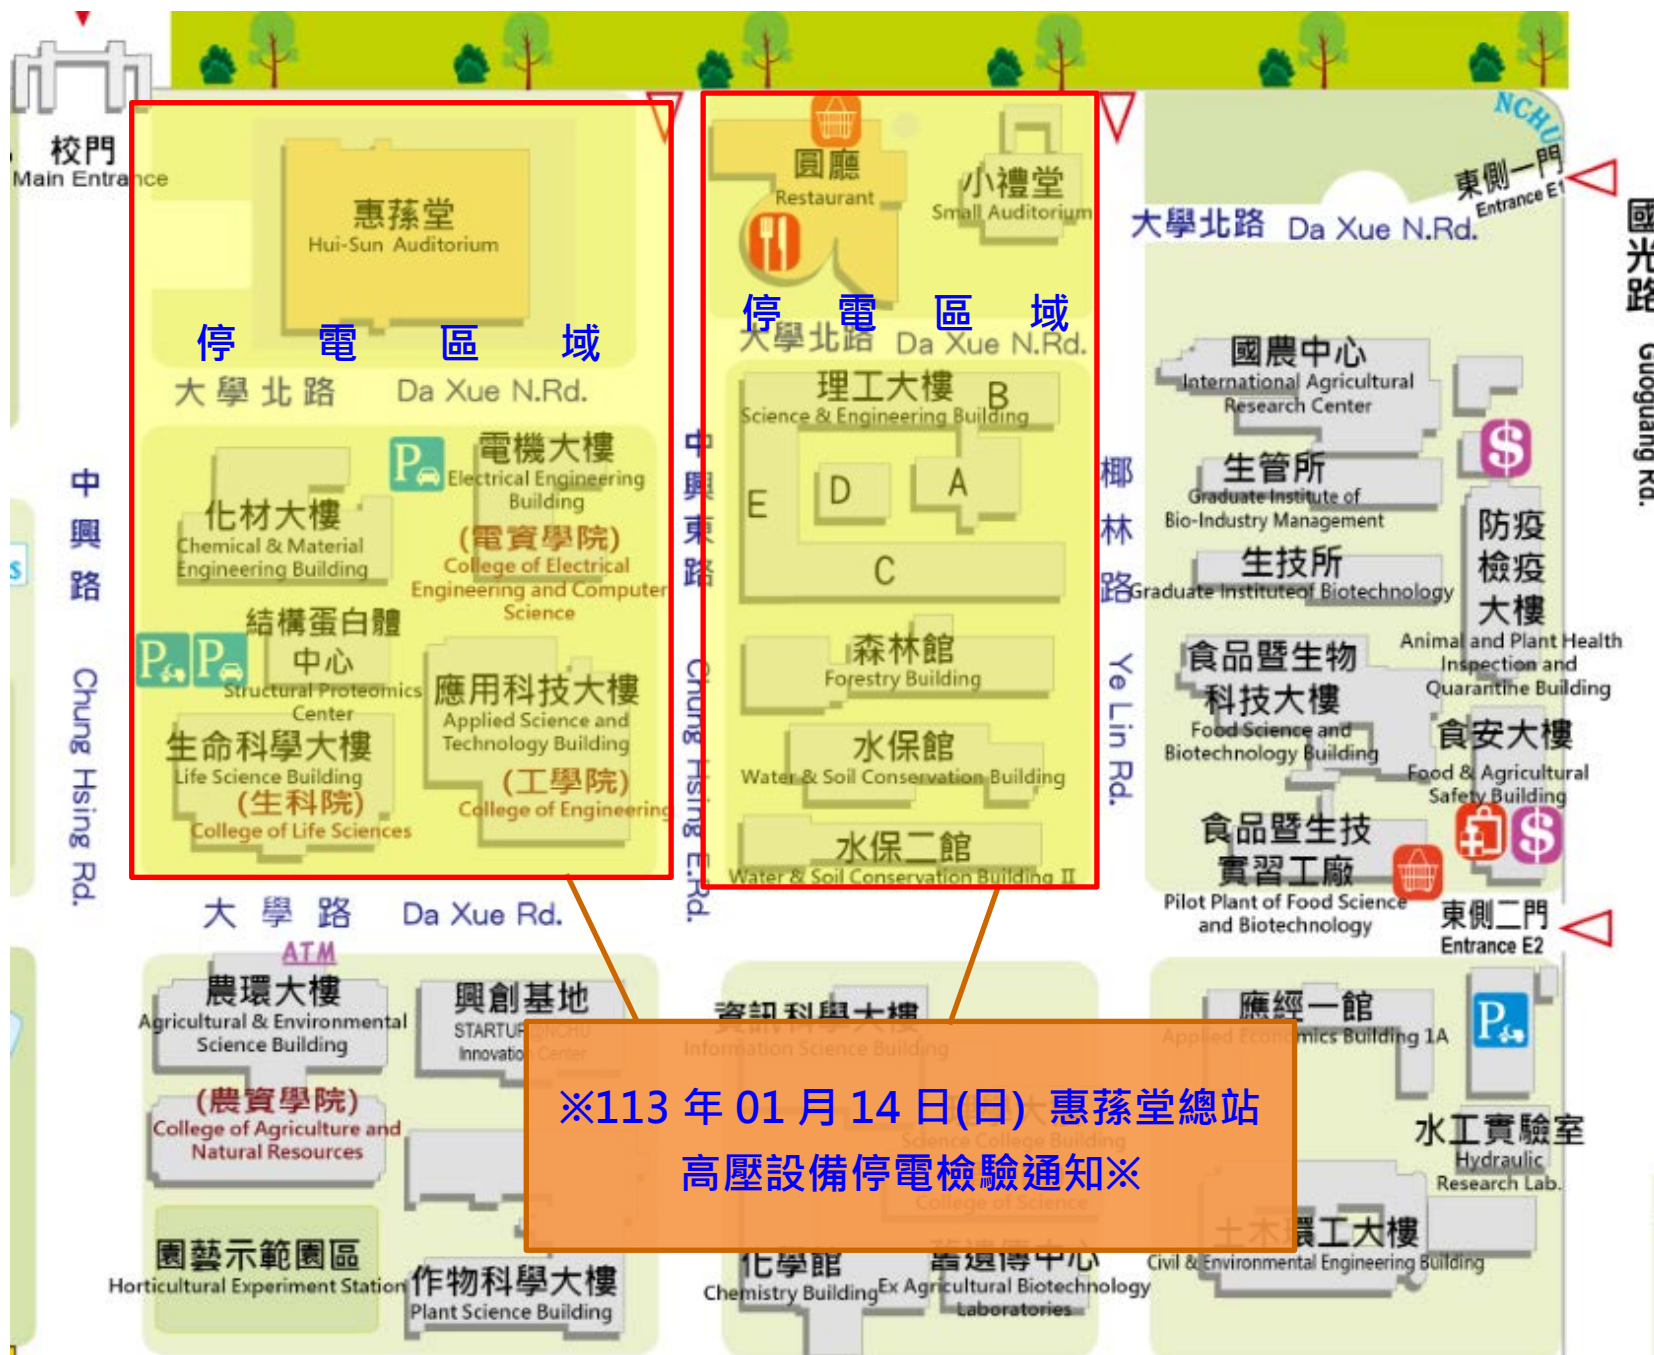 校門
Main Entrance
惠蓀堂
Hui-Sun Auditorium
停電區域
大學北路 Da Xue N.Rd.
圓廳
Restaurant
小禮堂
Small Auditorium
停電區域
大學北路 Da Xue N.Rd.
NCHU
東側一門
Entrance E1
大學北路 Da Xue N.Rd.
國光路 Guoguang Rd.
中興路 Chung Hsing Rd.
化材大樓
Chemical & Material
Engineering Building
P
電機大樓
Electrical Engineering
Building
(電資學院)
College of Electrical
Engineering and Computer
Science
P P
結構蛋白體
中心
Structural Proteomics
Center
生命科學大樓
Life Science Building
(生科院)
College of Life Sciences
應用科技大樓
Applied Science and
Technology Building
(工學院)
College of Engineering
中興東路 Chung Hsing E.Rd.
理工大樓 B
Science & Engineering Building
E D A
C
森林館
Forestry Building
水保館
Water & Soil Conservation Building
水保二館
Water & Soil Conservation Building II
椰林路 Ye Lin Rd.
國農中心
International Agricultural
Research Center
$
生管所
Graduate Institute of
Bio-Industry Management
生技所
Graduate Instituteof Biotechnology
防疫
檢疫
大樓
Animal and Plant Health
Inspection and
Quarantine Building
食品暨生物
科技大樓
Food Science and
Biotechnology Building
食安大樓
Food & Agricultural
Safety Building
$
食品暨生技
實習工廠
Pilot Plant of Food Science
and Biotechnology
東側二門
Entrance E2
大學路 Da Xue Rd.
ATM
農環大樓
Agricultural & Environmental
Science Building
(農資學院)
College of Agriculture and
Natural Resources
興創基地
STARTUP@NCHU
Innovation Center
資訊科學大樓
Information Science Building
應經一館
Applied Economics Building 1A
P
※113 年 01 月 14 日(日) 惠蓀堂總站
高壓設備停電檢驗通知※
Science College Building
College of Science
水工實驗室
Hydraulic
Research Lab.
土木環工大樓
Civil & Environmental Engineering Building
園藝示範園區
Horticultural Experiment Station
作物科學大樓
Plant Science Building
化學館
Chemistry Building
舊遺傳中心
Ex Agricultural Biotechnology
Laboratories